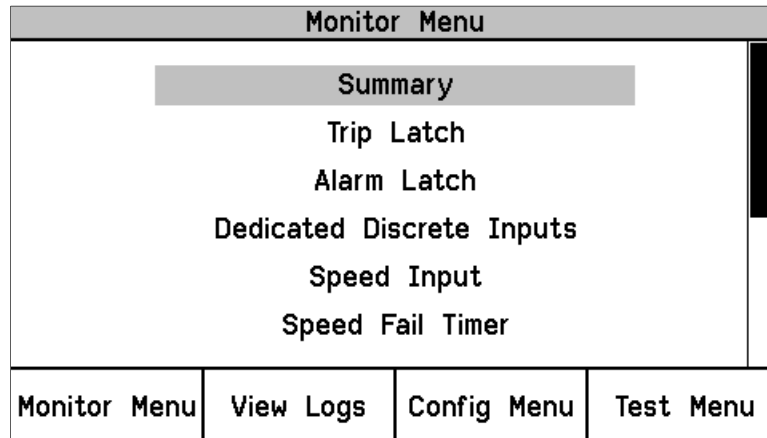 Monitor Menu
Summary
Trip Latch
Alarm Latch
Dedicated Discrete Inputs
Speed Input
Speed Fail Timer
Monitor Menu View Logs Config Menu Test Menu